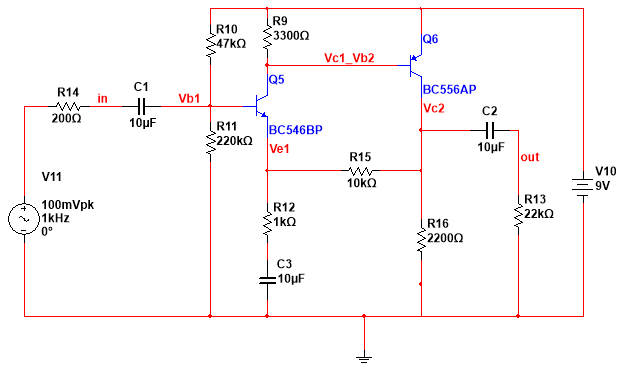 R10
47kΩ
R9
3300Ω
Q6
Vc1_Vb2
R14
200Ω
in
C1
10µF
Vb1
Q5
BC546BP
BC556AP
Vc2
C2
10µF
out
R11
220kΩ
Ve1
R15
10kΩ
V11
100mVpk
1kHz
0°
R12
1kΩ
R16
2200Ω
R13
22kΩ
V10
9V
C3
10µF